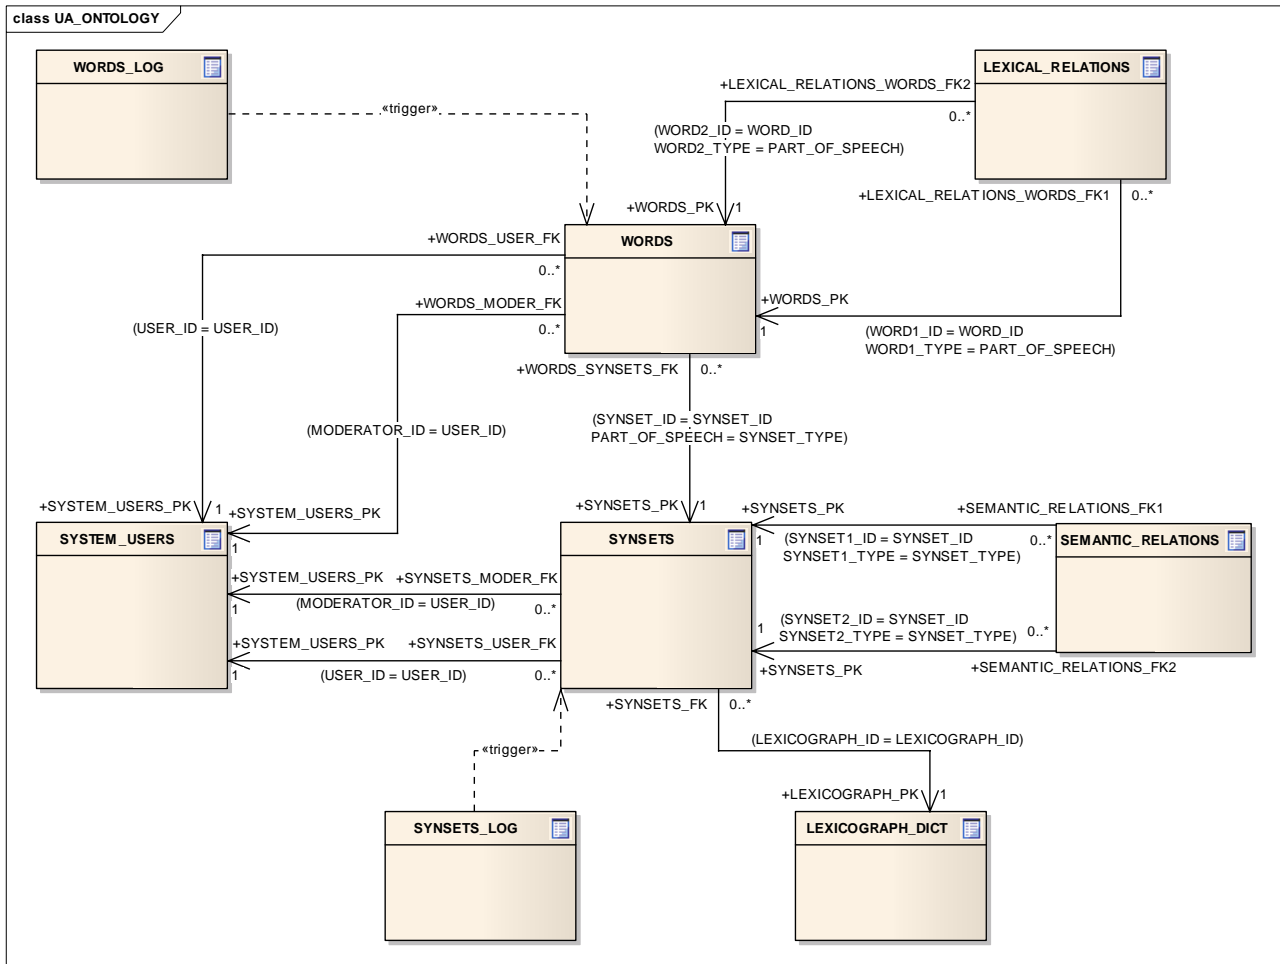 class UA_ONTOLOGY
WORDS_LOG
LEXICAL_RELATIONS
+LEXICAL_RELATIONS_WORDS_FK2
0..*
«trigger»
(WORD2_ID = WORD_ID
WORD2_TYPE = PART_OF_SPEECH)
+LEXICAL_RELATIONS_WORDS_FK1
0..*
+WORDS_PK
1
WORDS
+WORDS_USER_FK
0..*
+WORDS_PK
1
+WORDS_MODER_FK
0..*
(USER_ID = USER_ID)
(WORD1_ID = WORD_ID
WORD1_TYPE = PART_OF_SPEECH)
+WORDS_SYNSETS_FK
0..*
(SYNSET_ID = SYNSET_ID
PART_OF_SPEECH = SYNSET_TYPE)
(MODERATOR_ID = USER_ID)
+SYSTEM_USERS_PK
1
+SYSTEM_USERS_PK
1
+SYNSETS_PK
1
+SYNSETS_PK
1
+SEMANTIC_RELATIONS_FK1
0..*
SYSTEM_USERS
SYNSETS
(SYNSET1_ID = SYNSET_ID
SYNSET1_TYPE = SYNSET_TYPE)
SEMANTIC_RELATIONS
+SYSTEM_USERS_PK
1
+SYNSETS_MODER_FK
0..*
(MODERATOR_ID = USER_ID)
(SYNSET2_ID = SYNSET_ID
SYNSET2_TYPE = SYNSET_TYPE)
1
0..*
+SYSTEM_USERS_PK
1
+SYNSETS_USER_FK
0..*
(USER_ID = USER_ID)
+SYNSETS_PK
+SEMANTIC_RELATIONS_FK2
+SYNSETS_FK
0..*
«trigger»
(LEXICOGRAPH_ID = LEXICOGRAPH_ID)
+LEXICOGRAPH_PK
1
SYNSETS_LOG
LEXICOGRAPH_DICT